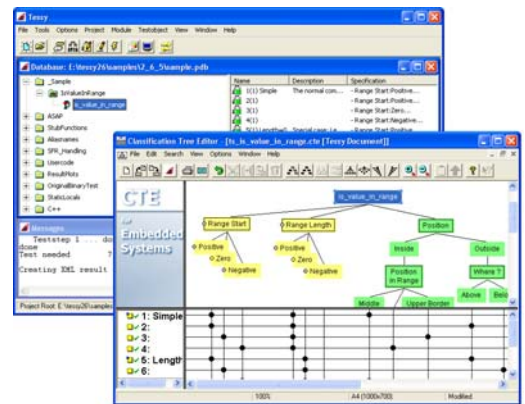 Tessy
File Tools Options Project Module Testobject View Window Help
Database: E:\tessy26\samples\2_6_5\sample.pdb
_Sample
IsValueInRange
is_value_in_range
ASAP
StubFunctions
Aliasnames
SFR_Handling
Usercode
ResultPlots
OriginalBinaryTest
StaticLocals
C++
Name Description Specification
1(1) Simple The normal com... - Range Start:Positive...
2(1) - Range Start:Positive...
3(1) - Range Start:Zero...
4(1) - Range Start:Negative...
Messages
Teststep 1 ... do
done
Test needed 7
Creating XML result
Project Root: E:\tessy26\samples
Classification Tree Editor - [ts_is_value_in_range.cte [Tessy Document]]
File Edit Search View Options Window Help
CTE
for
Embedded
Systems
is_value_in_range
Range Start
Range Length
Position
Positive
Zero
Negative
Positive
Zero
Negative
Inside
Outside
Position
in Range
Where ?
Middle
Upper Border
Above
Belo
1: Simple
2:
3:
4:
5: Length
6:
100% A4 (1000x700) Modified